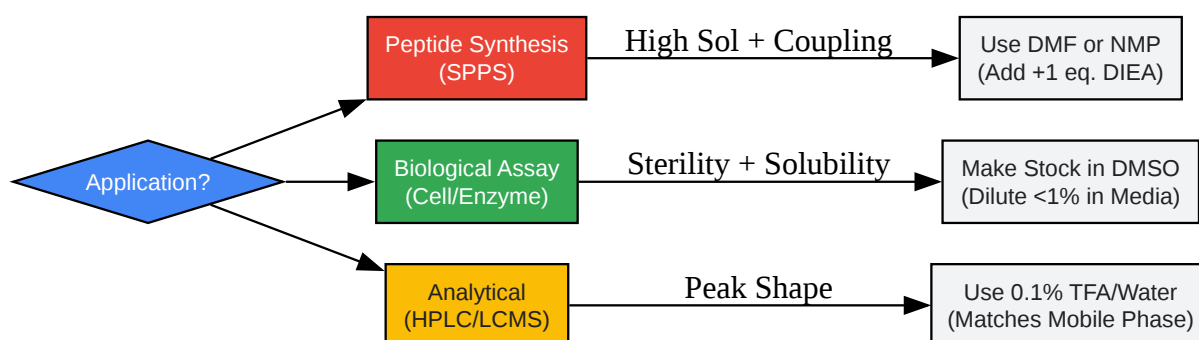 Peptide Synthesis
(SPPS)
High Sol + Coupling
Use DMF or NMP
(Add +1 eq. DIEA)
Application?
Biological Assay
(Cell/Enzyme)
Sterility + Solubility
Make Stock in DMSO
(Dilute <1% in Media)
Analytical
(HPLC/LCMS)
Peak Shape
Use 0.1% TFA/Water
(Matches Mobile Phase)